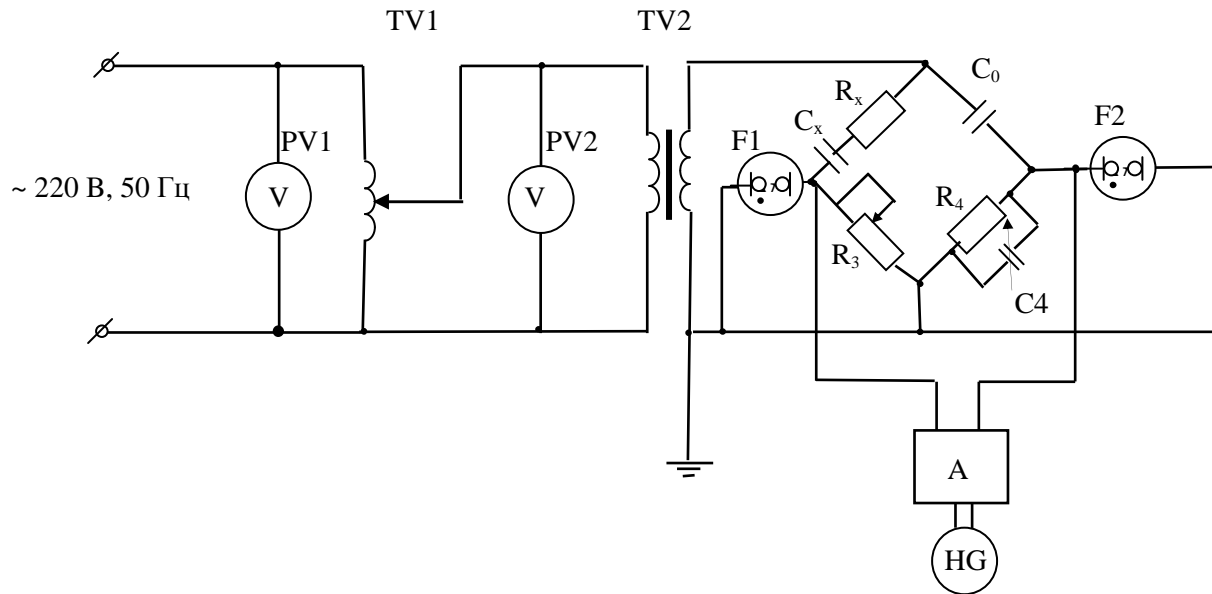 TV1
TV2
C₀
Rₓ
Cₓ
F1
F2
PV1
PV2
~ 220 В, 50 Гц
V
V
R₄
R₃
C4
A
HG